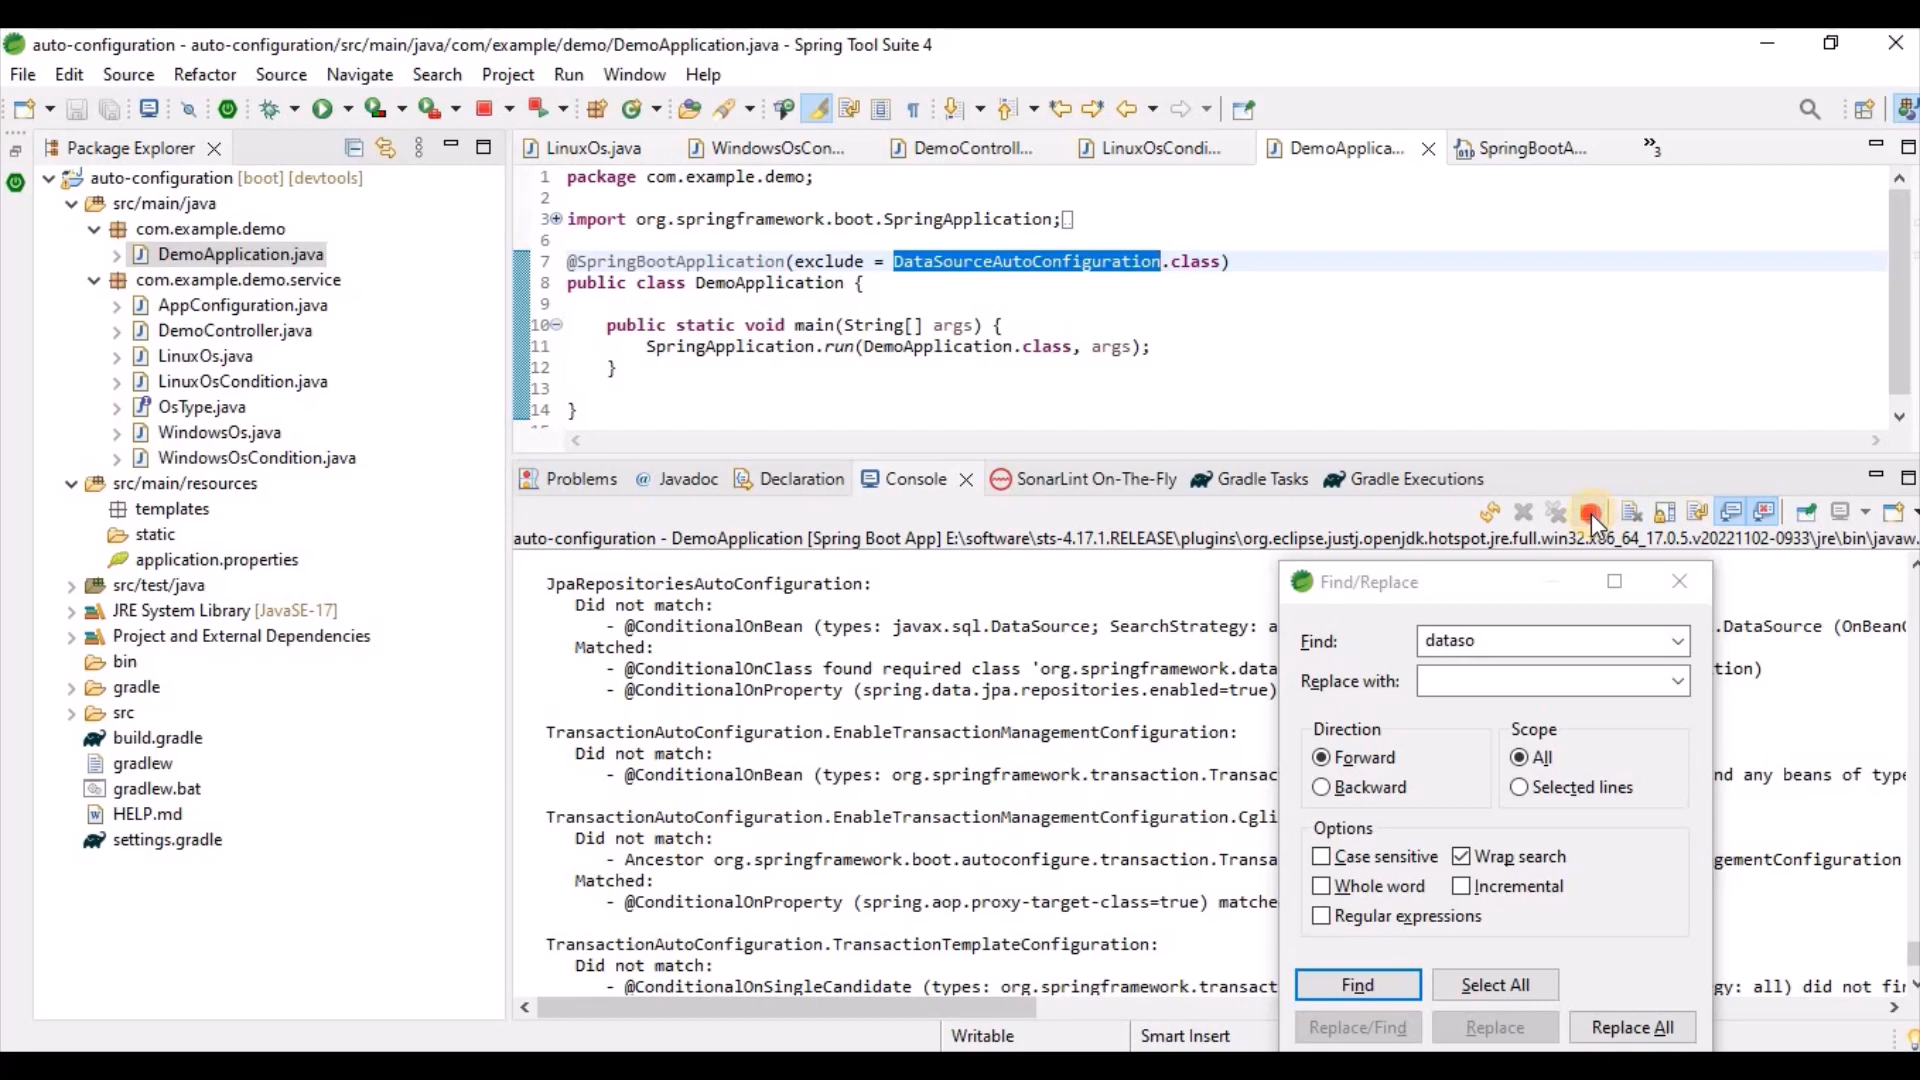 auto-configuration - auto-configuration/src/main/java/com/example/demo/DemoApplication.java - Spring Tool Suite 4
File Edit Source Refactor Source Navigate Search Project Run Window Help
Package Explorer
LinuxOs.java WindowsOsCon... DemoControll... LinuxOsCondi... DemoApplica... SpringBootA... »3
auto-configuration [boot] [devtools]
src/main/java
com.example.demo
DemoApplication.java
com.example.demo.service
AppConfiguration.java
DemoController.java
LinuxOs.java
LinuxOsCondition.java
OsType.java
WindowsOs.java
WindowsOsCondition.java
src/main/resources
templates
static
application.properties
src/test/java
JRE System Library [JavaSE-17]
Project and External Dependencies
bin
gradle
src
build.gradle
gradlew
gradlew.bat
HELP.md
settings.gradle
1 package com.example.demo;
2
3 import org.springframework.boot.SpringApplication;
6
7 @SpringBootApplication(exclude = DataSourceAutoConfiguration.class)
8 public class DemoApplication {
9
10 public static void main(String[] args) {
11 SpringApplication.run(DemoApplication.class, args);
12 }
13
14 }
Problems Javadoc Declaration Console SonarLint On-The-Fly Gradle Tasks Gradle Executions
auto-configuration - DemoApplication [Spring Boot App] E:\software\sts-4.17.1.RELEASE\plugins\org.eclipse.justj.openjdk.hotspot.jre.full.win32.x86_64_17.0.5.v20221102-0933\jre\bin\javaw.
JpaRepositoriesAutoConfiguration:
Did not match:
- @ConditionalOnBean (types: javax.sql.DataSource; SearchStrategy: a .DataSource (OnBean
Matched:
- @ConditionalOnClass found required class 'org.springframework.data tion)
- @ConditionalOnProperty (spring.data.jpa.repositories.enabled=true)
TransactionAutoConfiguration.EnableTransactionManagementConfiguration:
Did not match:
- @ConditionalOnBean (types: org.springframework.transaction.Transac nd any beans of type
TransactionAutoConfiguration.EnableTransactionManagementConfiguration.Cgli
Did not match:
- Ancestor org.springframework.boot.autoconfigure.transaction.Transa gementConfiguration
Matched:
- @ConditionalOnProperty (spring.aop.proxy-target-class=true) matche
TransactionAutoConfiguration.TransactionTemplateConfiguration:
Did not match:
- @ConditionalOnSingleCandidate (types: org.springframework.transact gy: all) did not fi
Find/Replace
Find: dataso
Replace with:
Direction
Forward
Backward
Scope
All
Selected lines
Options
Case sensitive Wrap search
Whole word Incremental
Regular expressions
Find Select All
Replace/Find Replace Replace All
Writable Smart Insert